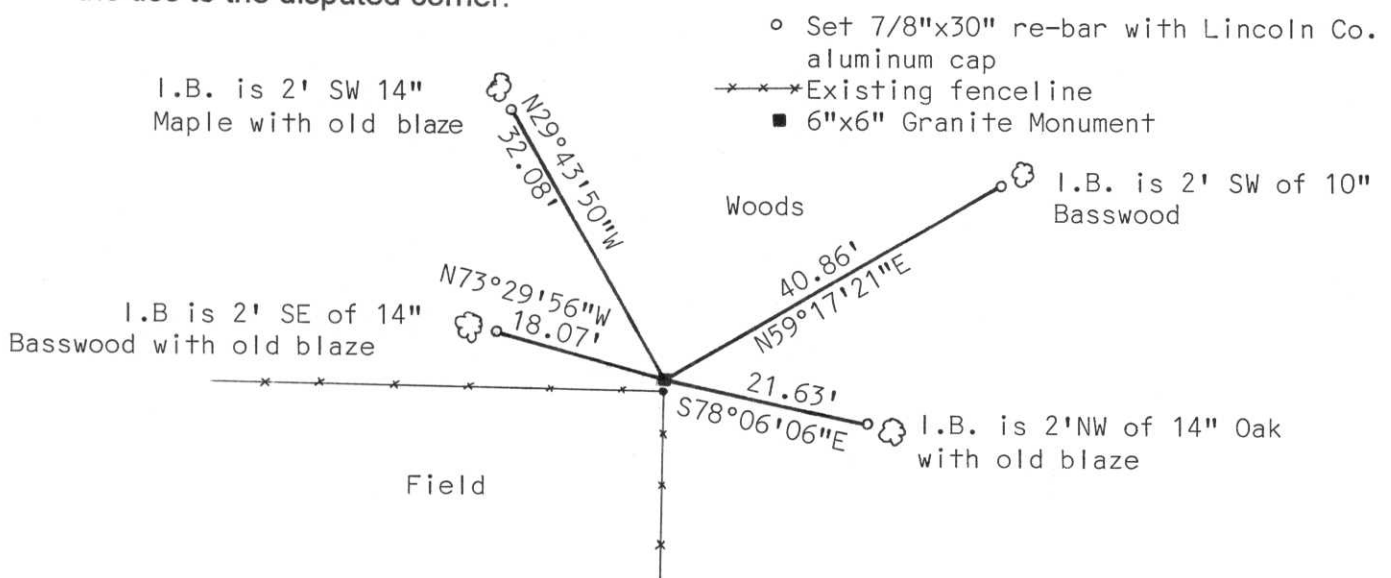 the ties to the disputed corner.
Set 7/8"x30" re-bar with Lincoln Co.
aluminum cap
Existing fenceline
6"x6" Granite Monument
I.B. is 2' SW 14"
Maple with old blaze
N29°43'50"W
32.08'
Woods
I.B. is 2' SW of 10"
Basswood
40.86'
N59°17'21"E
N73°29'56"W
18.07'
I.B is 2' SE of 14"
Basswood with old blaze
21.63'
S78°06'06"E
I.B. is 2'NW of 14" Oak
with old blaze
Field